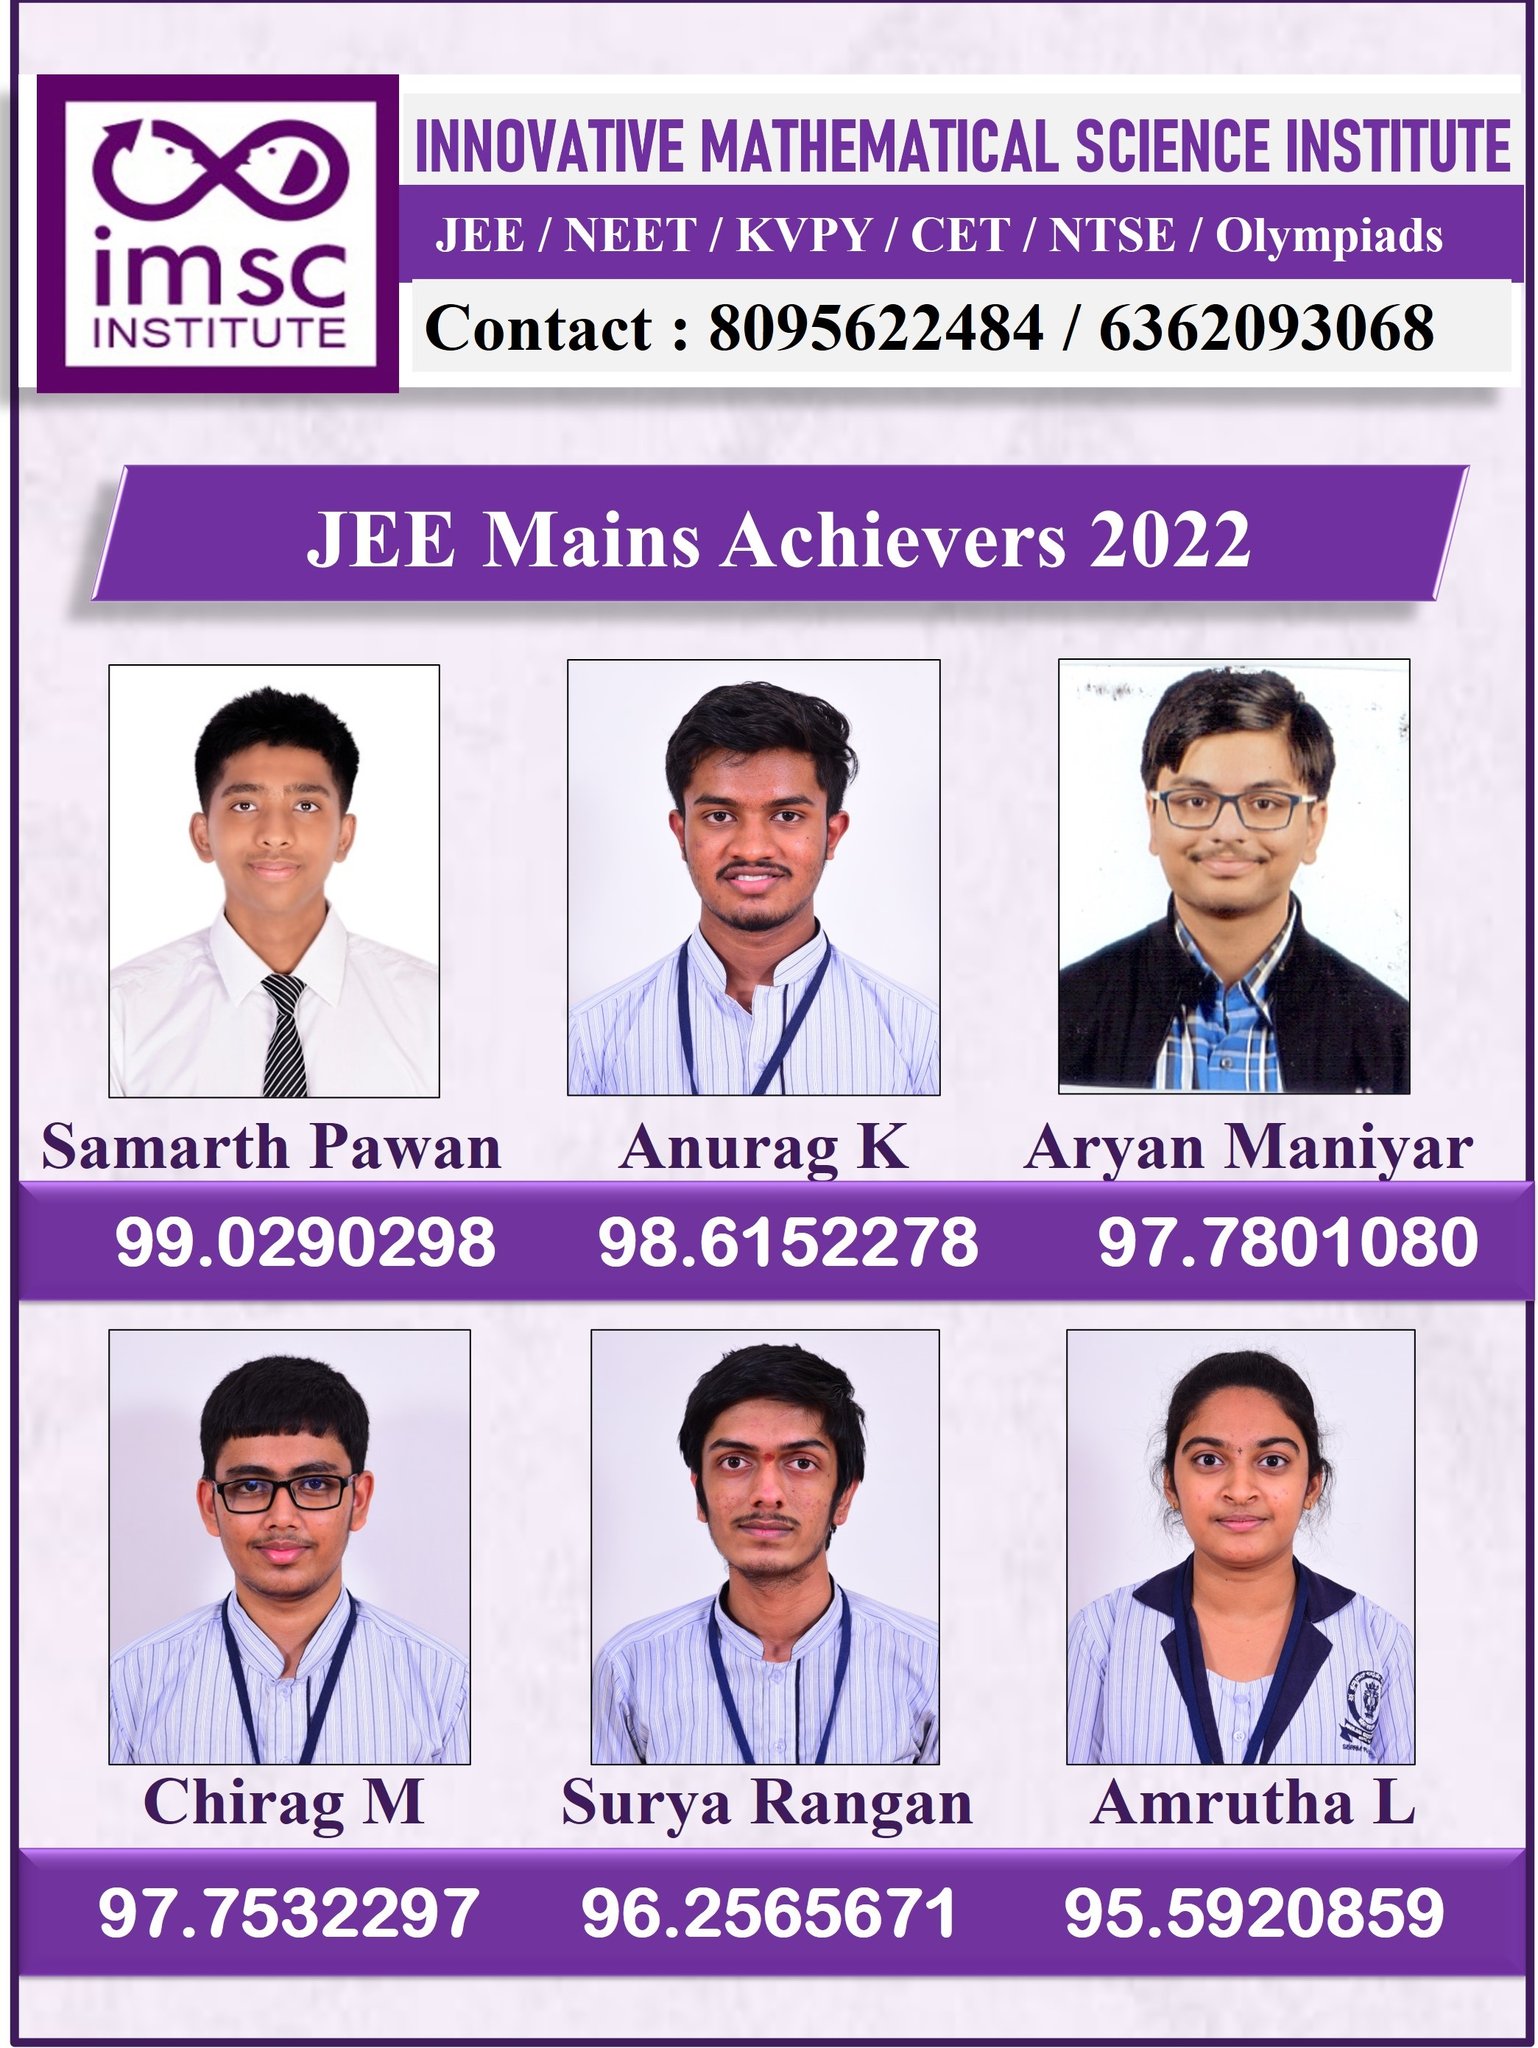 imsc
INSTITUTE
INNOVATIVE MATHEMATICAL SCIENCE INSTITUTE
JEE / NEET / KVPY / CET / NTSE / Olympiads
Contact : 8095622484 / 6362093068
JEE Mains Achievers 2022
Samarth Pawan Anurag K Aryan Maniyar
99.0290298 98.6152278 97.7801080
Chirag M Surya Rangan Amrutha L
97.7532297 96.2565671 95.5920859